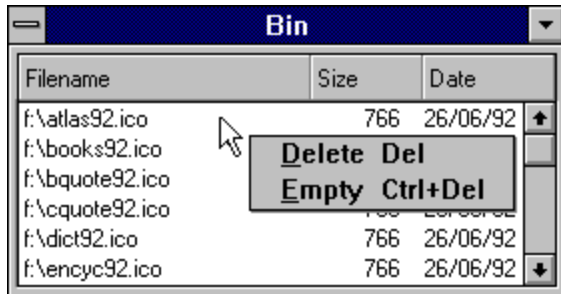 Bin
Filename Size Date
f:\atlas92.ico 766 26/06/92
f:\books92.ico
f:\bquote92.ico
f:\cquote92.ico
f:\dict92.ico 766 26/06/92
f:\encyc92.ico 766 26/06/92
Delete Del
Empty Ctrl+Del